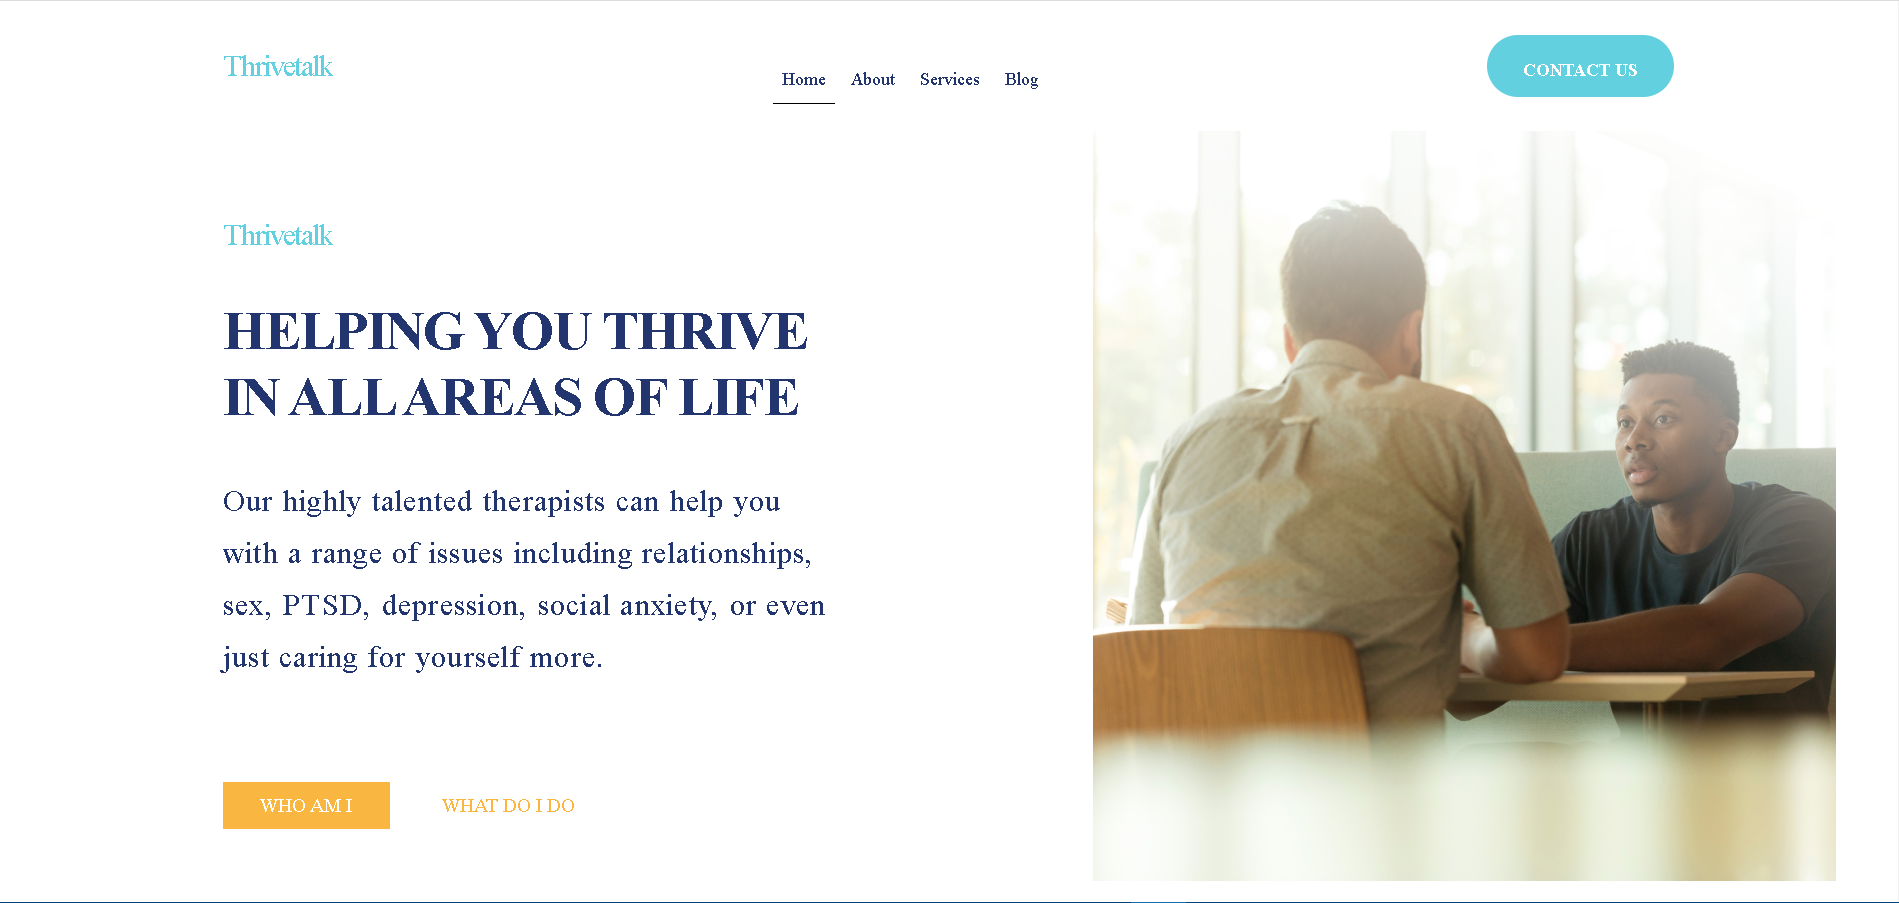 Thrivetalk
Home About Services Blog
CONTACT US
Thrivetalk
HELPING YOU THRIVE
IN ALL AREAS OF LIFE
Our highly talented therapists can help you
with a range of issues including relationships,
sex, PTSD, depression, social anxiety, or even
just caring for yourself more.
WHO AM I
WHAT DO I DO